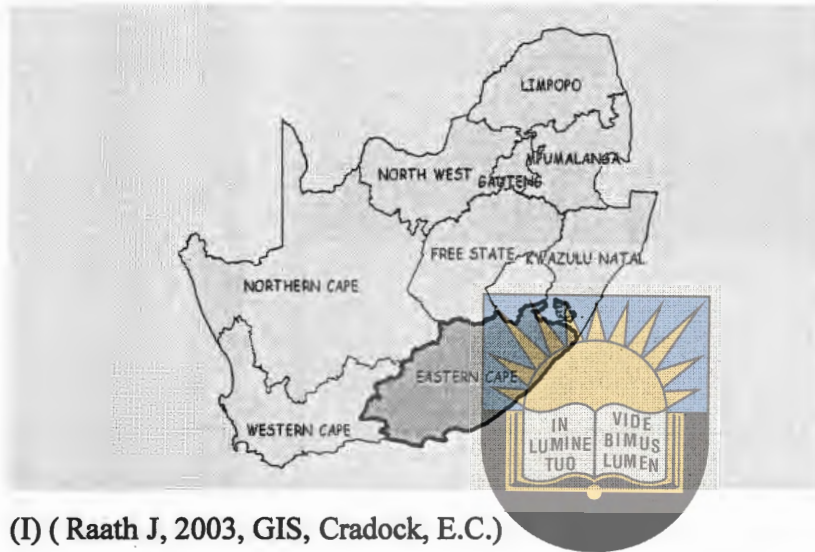 LIMPOPO
MPUMALANGA
NORTH WEST
GAUTENG
FREE STATE
KWAZULU NATAL
NORTHERN CAPE
EASTERN CAPE
WESTERN CAPE
IN
LUMINE
TUO
VIDE
BIMUS
LUMEN
(I) ( Raath J, 2003, GIS, Cradock, E.C.)